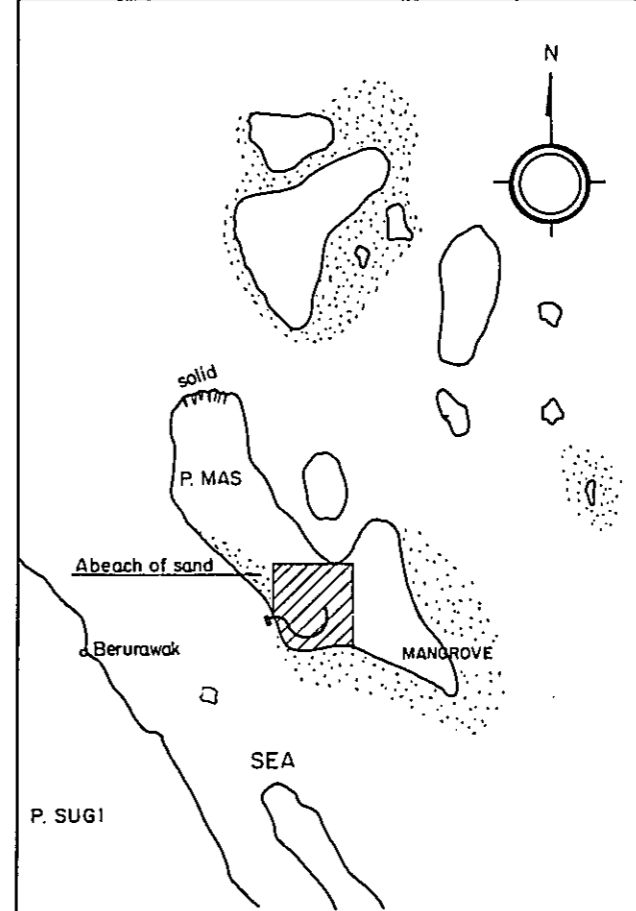 N
solid
P. MAS
Abeach of sand
MANGROVE
Berurawak
SEA
P. SUGI